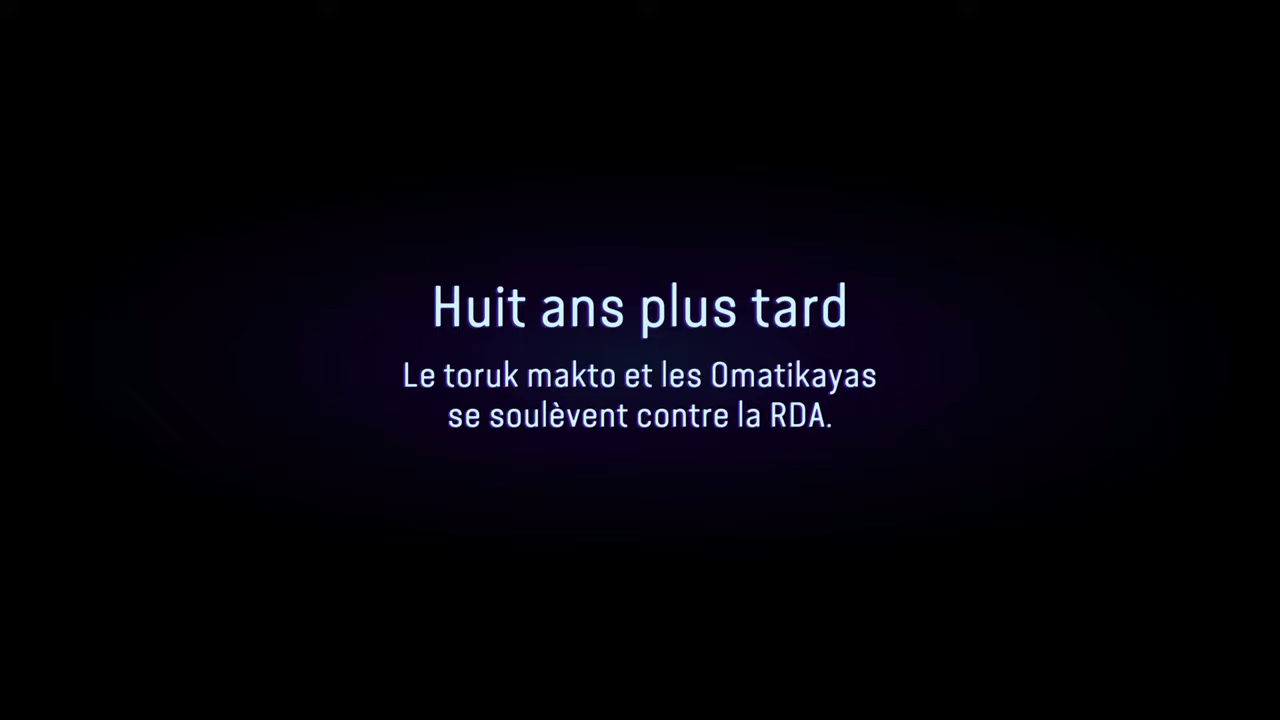 Huit ans plus tard
Le toruk makto et les Omatikayas
se soulèvent contre la RDA.